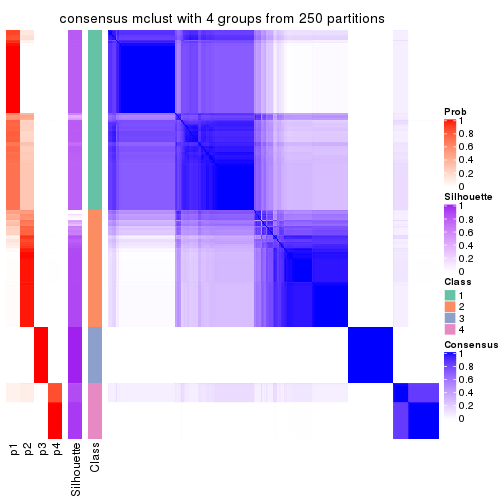 consensus mclust with 4 groups from 250 partitions
Prob
1
0.8
0.6
0.4
0.2
0
Silhouette
1
0.8
0.6
0.4
0.2
0
Class
1
2
3
4
Consensus
1
0.8
0.6
0.4
0.2
0
p1
p2
p3
p4
Silhouette
Class